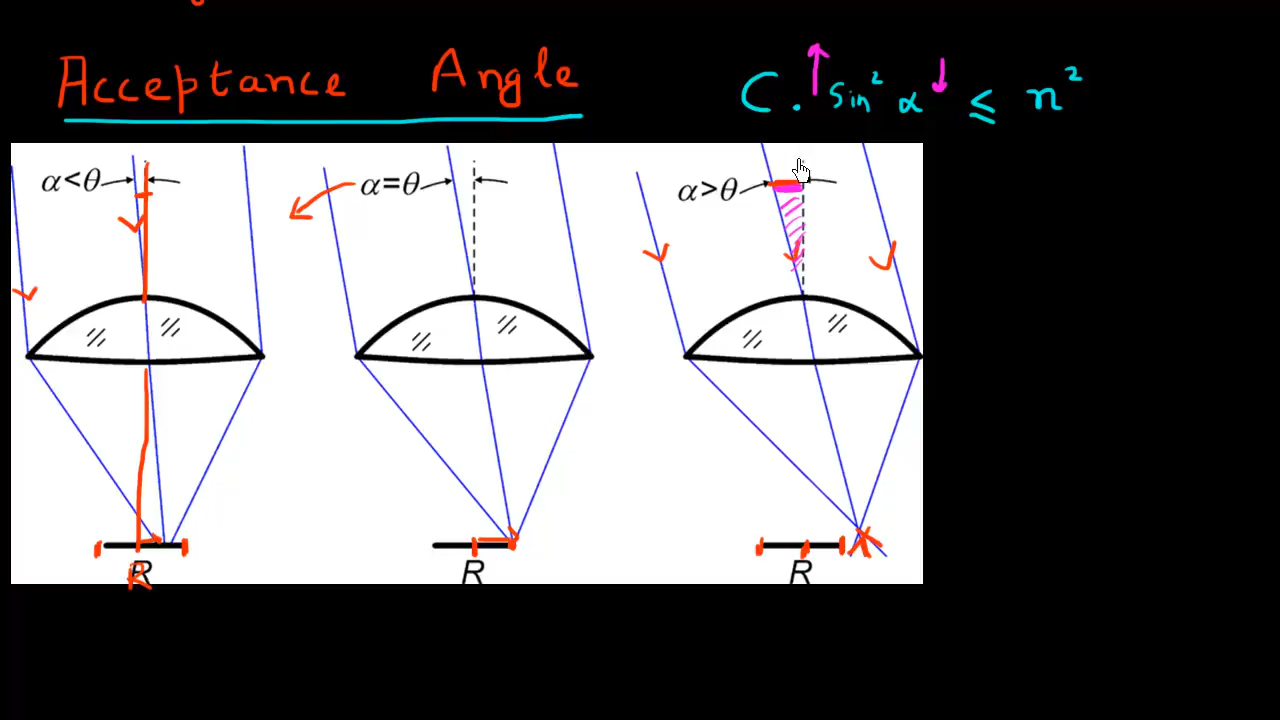 Acceptance Angle C. Sin² α ≤ n²
α<θ α=θ α>θ
R R R